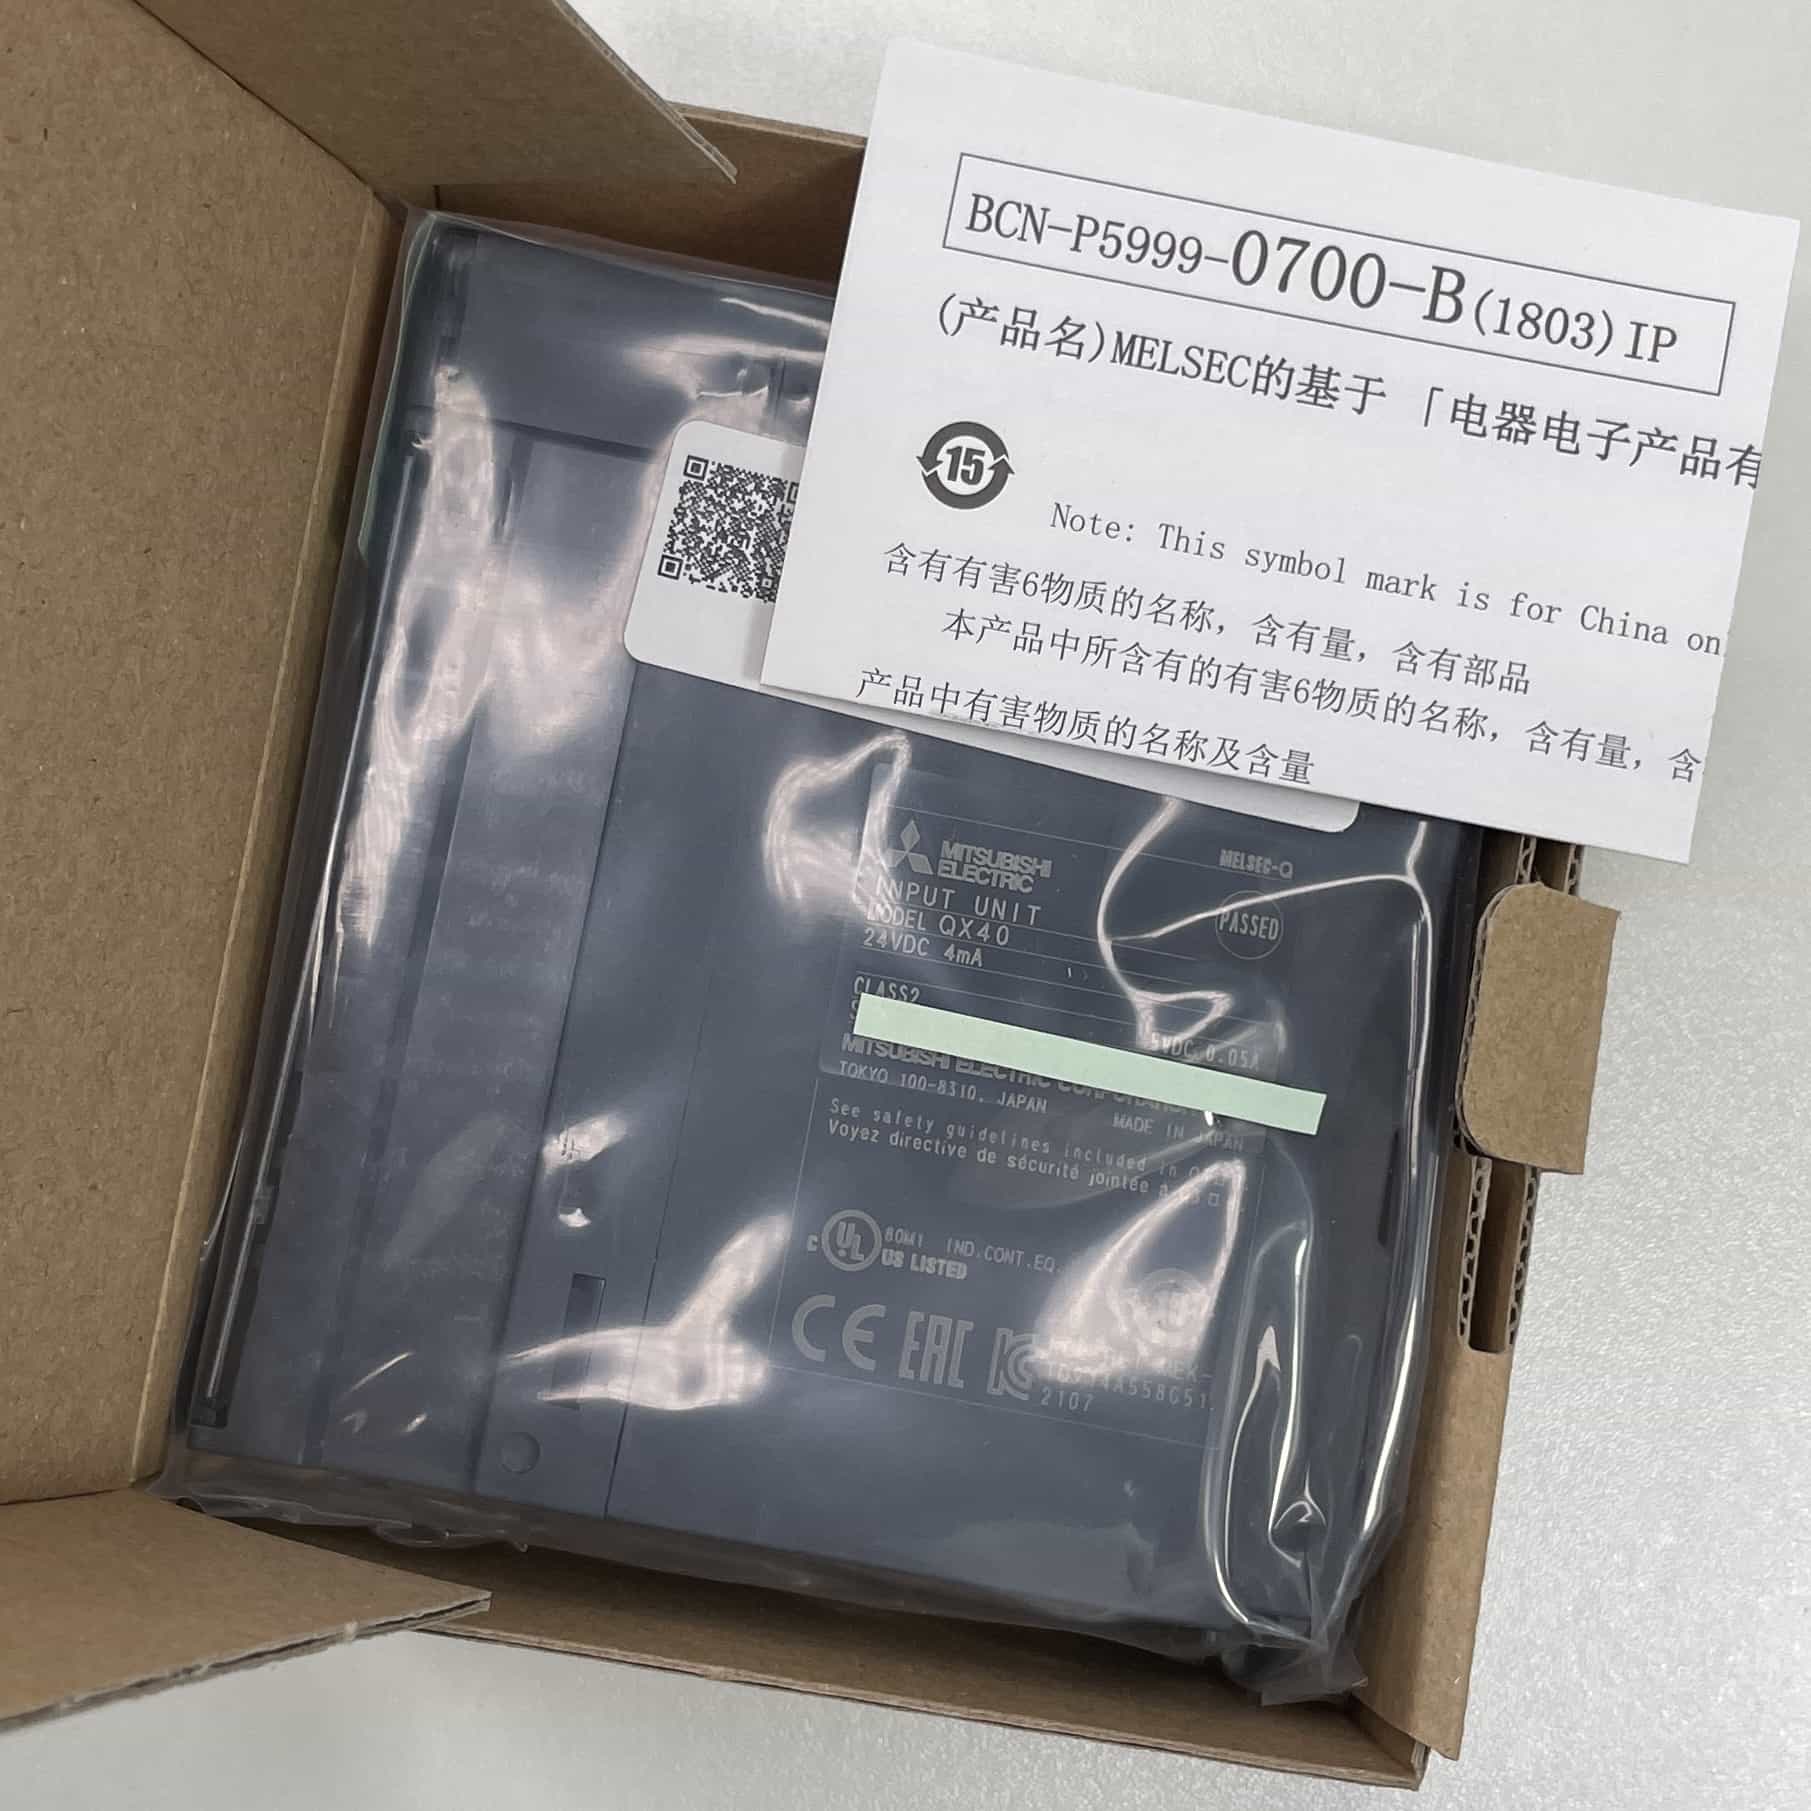 BCN-P5999-0700-B(1803)IP
(产品名)MELSEC的基于「电器电子产品有
15
Note: This symbol mark is for China on
含有有害6物质的名称，含有量，含有部品
本产品中所含有的有害6物质的名称，含有量，含
产品中有害物质的名称及含量
MITSUBISHI
ELECTRIC
MELSEC-Q
INPUT UNIT
MODEL QX40
24VDC 4mA
PASSED
CLASS2
5VDC 0.05A
MITSUBISHI ELECTRIC CORPORATION
TOKYO 100-8310, JAPAN
MADE IN JAPAN
See safety guidelines included in
Voyez directive de sécurité jointée à
C UL US LISTED
80M1 IND.CONT.EQ.
CE EAC
2107